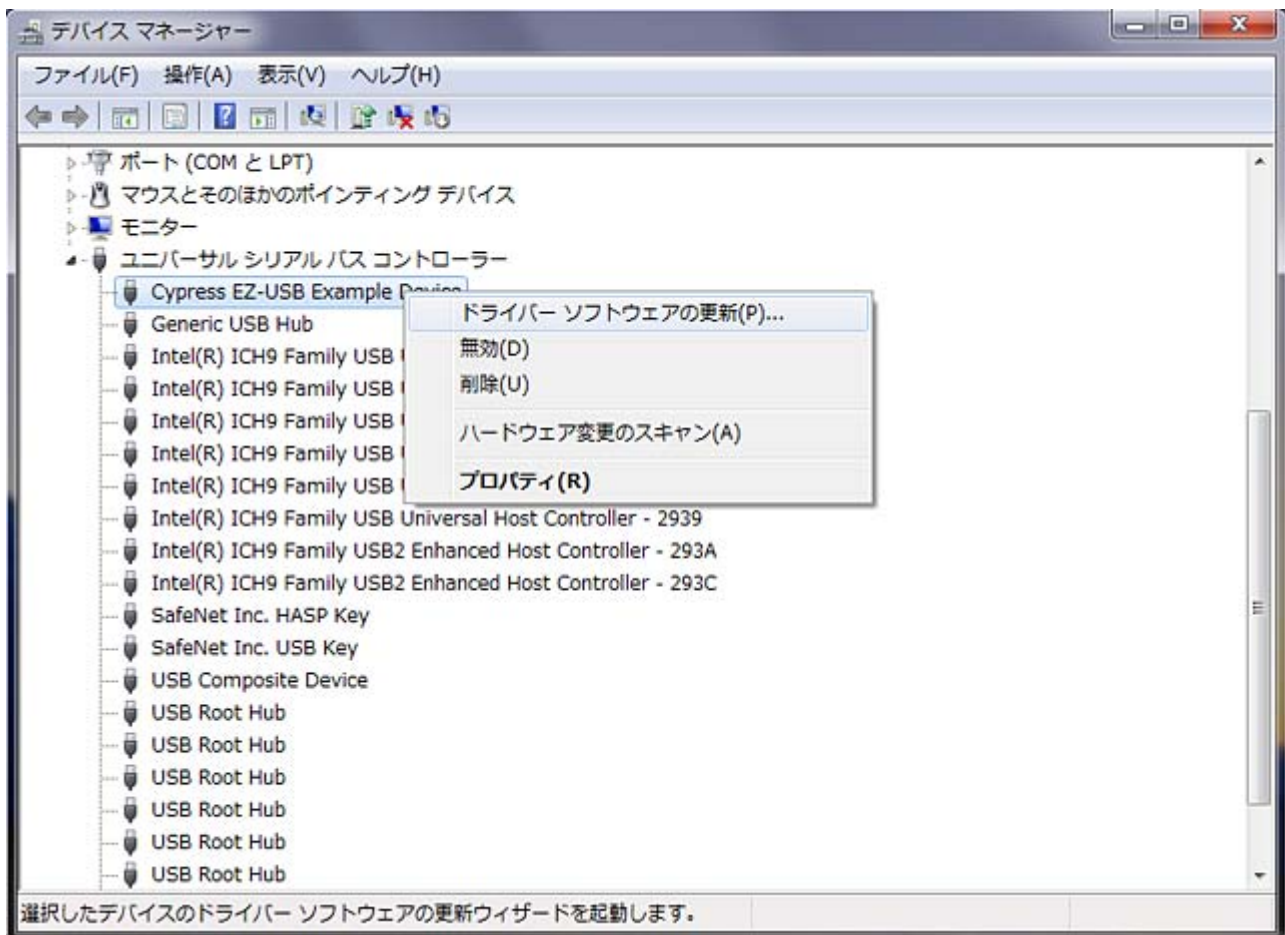 デバイス マネージャー
ファイル(F) 操作(A) 表示(V) ヘルプ(H)
ポート (COM と LPT)
マウスとそのほかのポインティング デバイス
モニター
ユニバーサル シリアル バス コントローラー
Cypress EZ-USB Example Device
ドライバー ソフトウェアの更新(P)...
無効(D)
削除(U)
ハードウェア変更のスキャン(A)
プロパティ(R)
Generic USB Hub
Intel(R) ICH9 Family USB
Intel(R) ICH9 Family USB
Intel(R) ICH9 Family USB
Intel(R) ICH9 Family USB
Intel(R) ICH9 Family USB
Intel(R) ICH9 Family USB Universal Host Controller - 2939
Intel(R) ICH9 Family USB2 Enhanced Host Controller - 293A
Intel(R) ICH9 Family USB2 Enhanced Host Controller - 293C
SafeNet Inc. HASP Key
SafeNet Inc. USB Key
USB Composite Device
USB Root Hub
USB Root Hub
USB Root Hub
USB Root Hub
USB Root Hub
USB Root Hub
選択したデバイスのドライバー ソフトウェアの更新ウィザードを起動します。